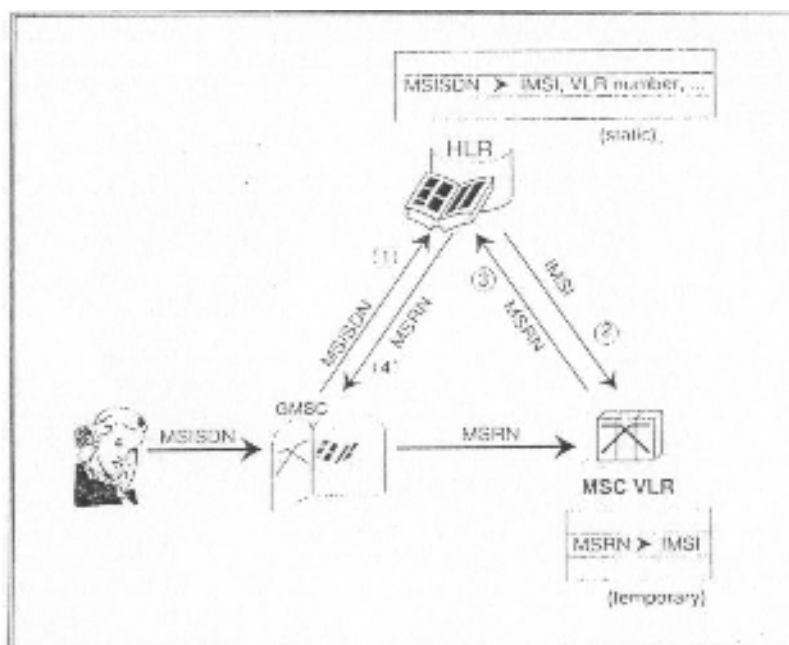 MSISDN ➤ IMSI, VLR number, ...
(static)
HLR
(1)
MSISDN
MSRN
(4)
(3)
MSRN
IMSI
(2)
GMSC
MSISDN
MSRN
MSC VLR
MSRN ➤ IMSI
(temporary)